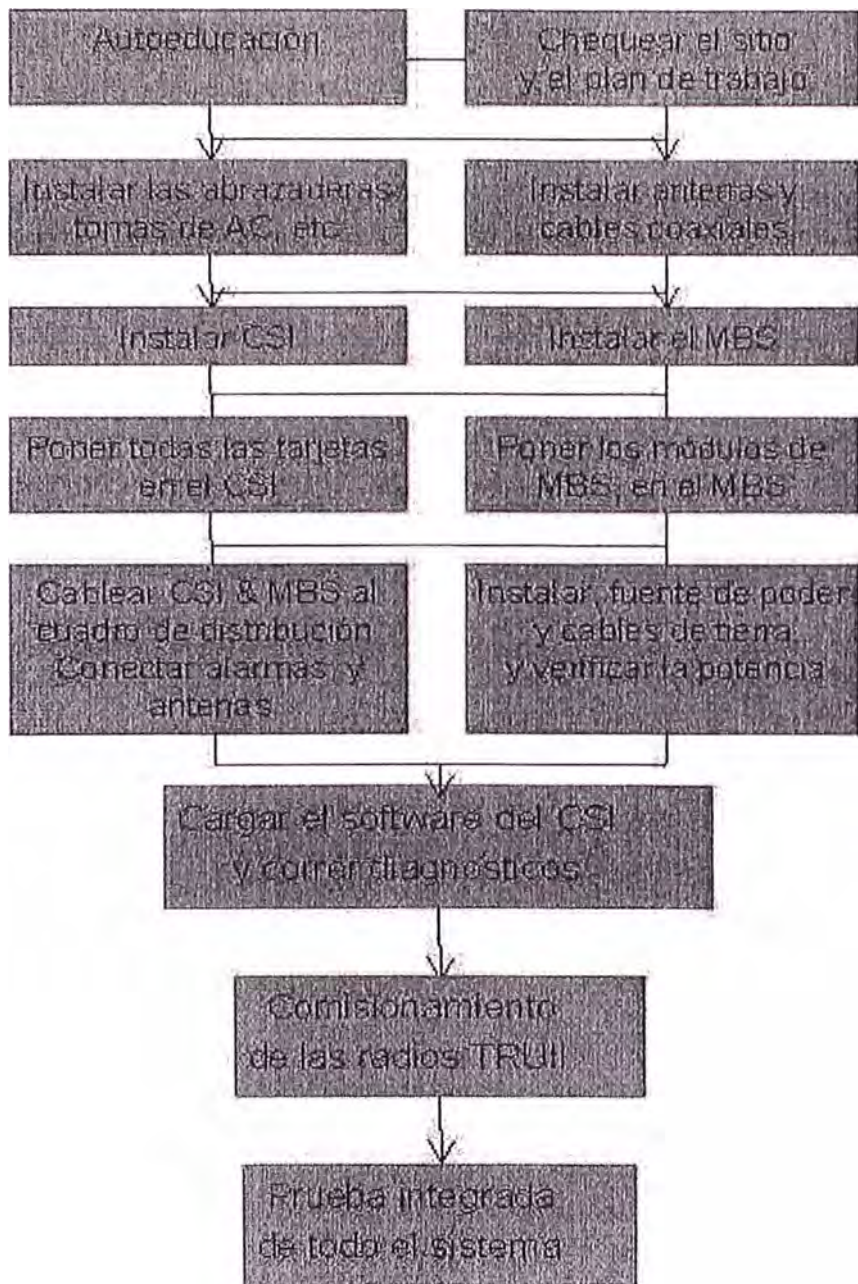 Autoeducación
Chequear el sitio
y el plan de trabajo
Instalar las abrazaderas
tomas de AC, etc
Instalar antenas y
cables coaxiales
Instalar CSI
Instalar el MBS
Poner todas las tarjetas
en el CSI
Poner los módulos de
MBS, en el MBS
Cablear CSI & MBS al
cuadro de distribución
Conectar alarmas, y
antenas
Instalar, fuente de poder
y cables de tierra
y verificar la potencia
Cargar el software del CSI
y correr diagnósticos
Comisionamiento
de las radios TRUII
Prueba integrada
de todo el sistema